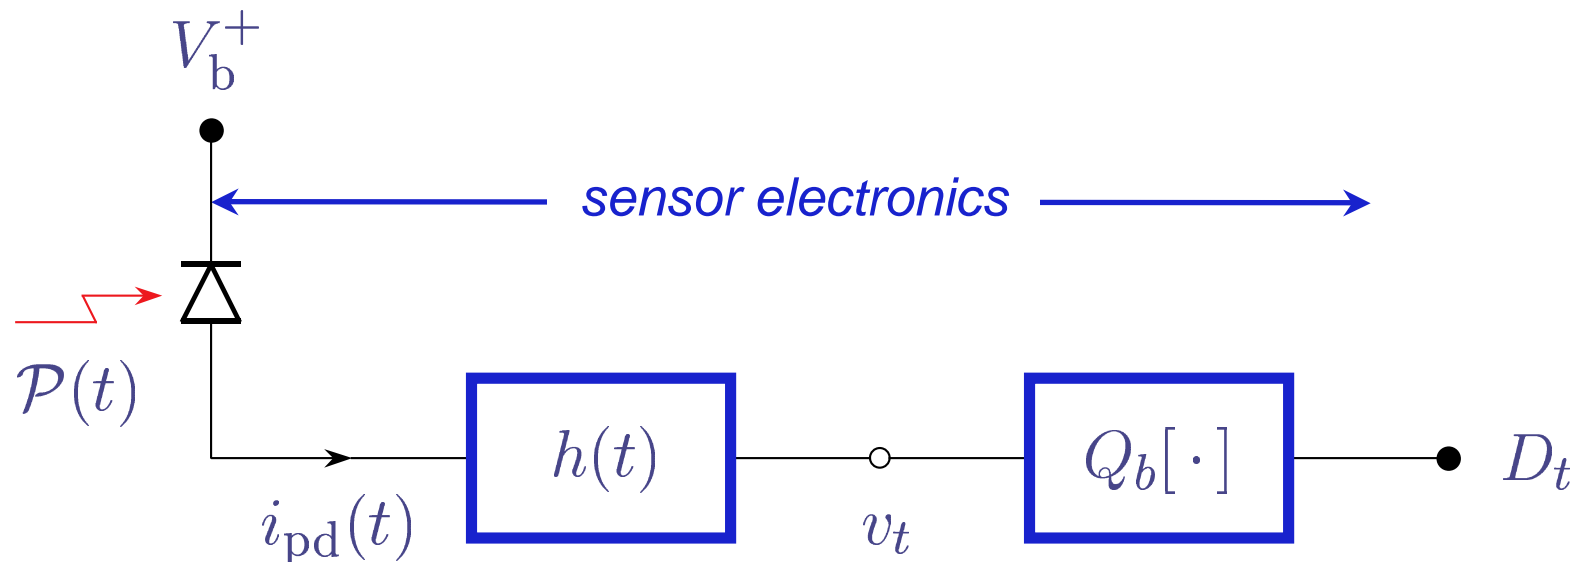 V_b^+
sensor electronics
𝒫(t)
h(t)
Q_b[·]
D_t
i_pd(t)
v_t